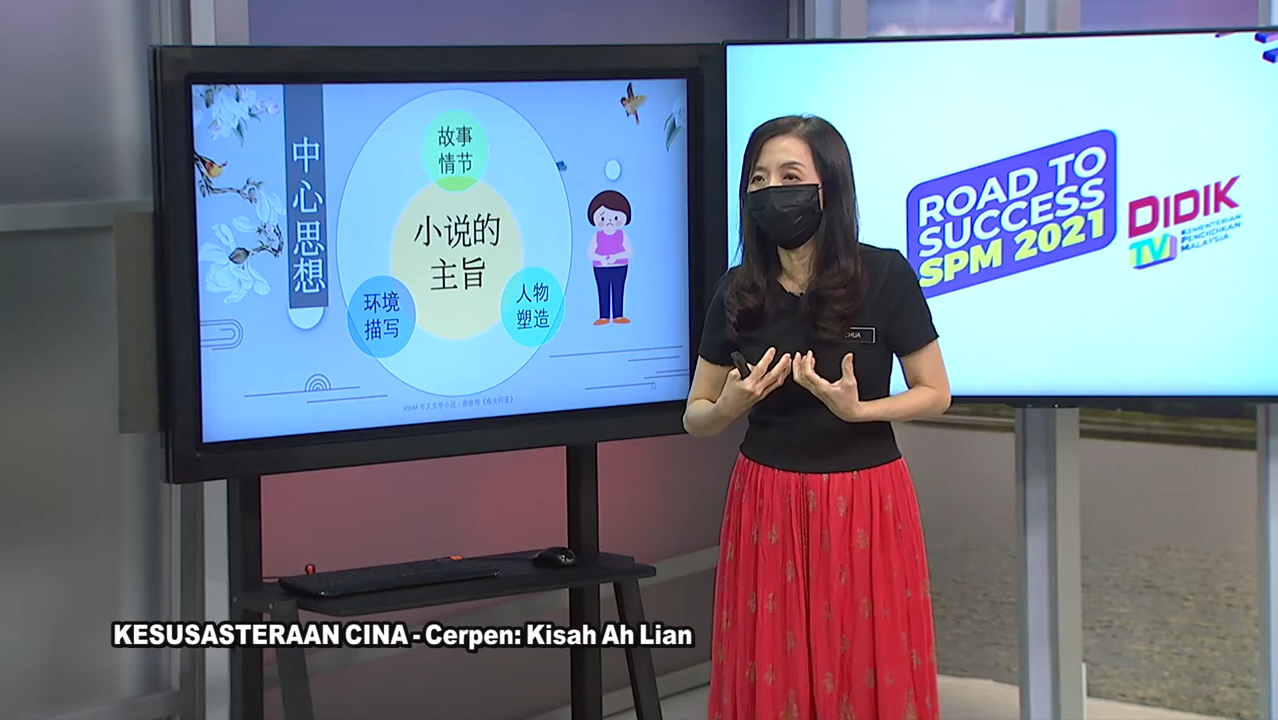 中心思想
故事
情节
小说的
主旨
环境
描写
人物
塑造
ROAD TO
SUCCESS
SPM 2021
DIDIK
TV
KEMENTERIAN
PENDIDIKAN
MALAYSIA
CHUA
KESUSASTERAAN CINA - Cerpen: Kisah Ah Lian